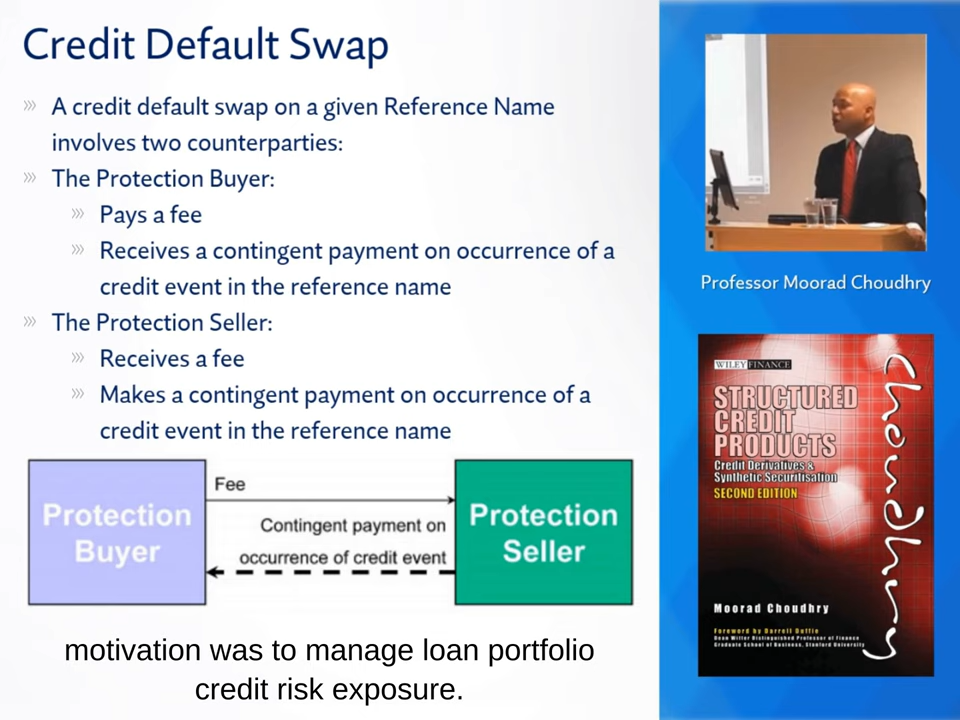 Credit Default Swap
A credit default swap on a given Reference Name
involves two counterparties:
The Protection Buyer:
Pays a fee
Receives a contingent payment on occurrence of a
credit event in the reference name
The Protection Seller:
Receives a fee
Makes a contingent payment on occurrence of a
credit event in the reference name
Protection
Buyer
Fee
Contingent payment on
occurrence of credit event
Protection
Seller
motivation was to manage loan portfolio
credit risk exposure.
Professor Moorad Choudhry
WILEY FINANCE
STRUCTURED
CREDIT
PRODUCTS
Credit Derivatives &
Synthetic Securitisation
SECOND EDITION
choudhry
Moorad Choudhry
Foreword by Darrell Duffie
Dean Witter Distinguished Professor of Finance
Graduate School of Business, Stanford University